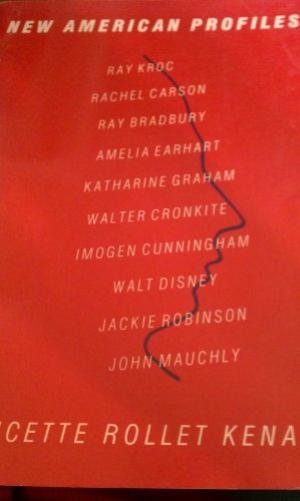 NEW AMERICAN PROFILES
RAY KROC
RACHEL CARSON
RAY BRADBURY
AMELIA EARHART
KATHARINE GRAHAM
WALTER CRONKITE
IMOGEN CUNNINGHAM
WALT DISNEY
JACKIE ROBINSON
JOHN MAUCHLY
CETTE ROLLET KENA